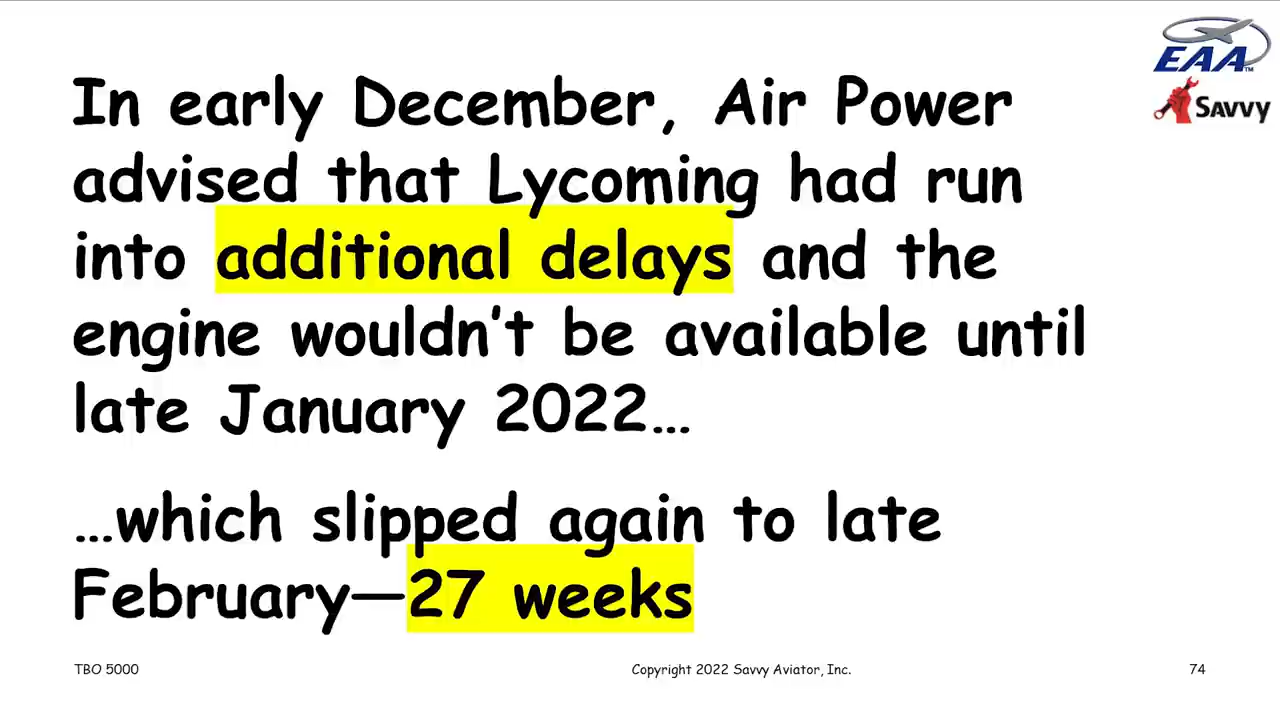 EAA™
SAVVY
In early December, Air Power
advised that Lycoming had run
into additional delays and the
engine wouldn't be available until
late January 2022…
…which slipped again to late
February—27 weeks
TBO 5000
Copyright 2022 Savvy Aviator, Inc.
74